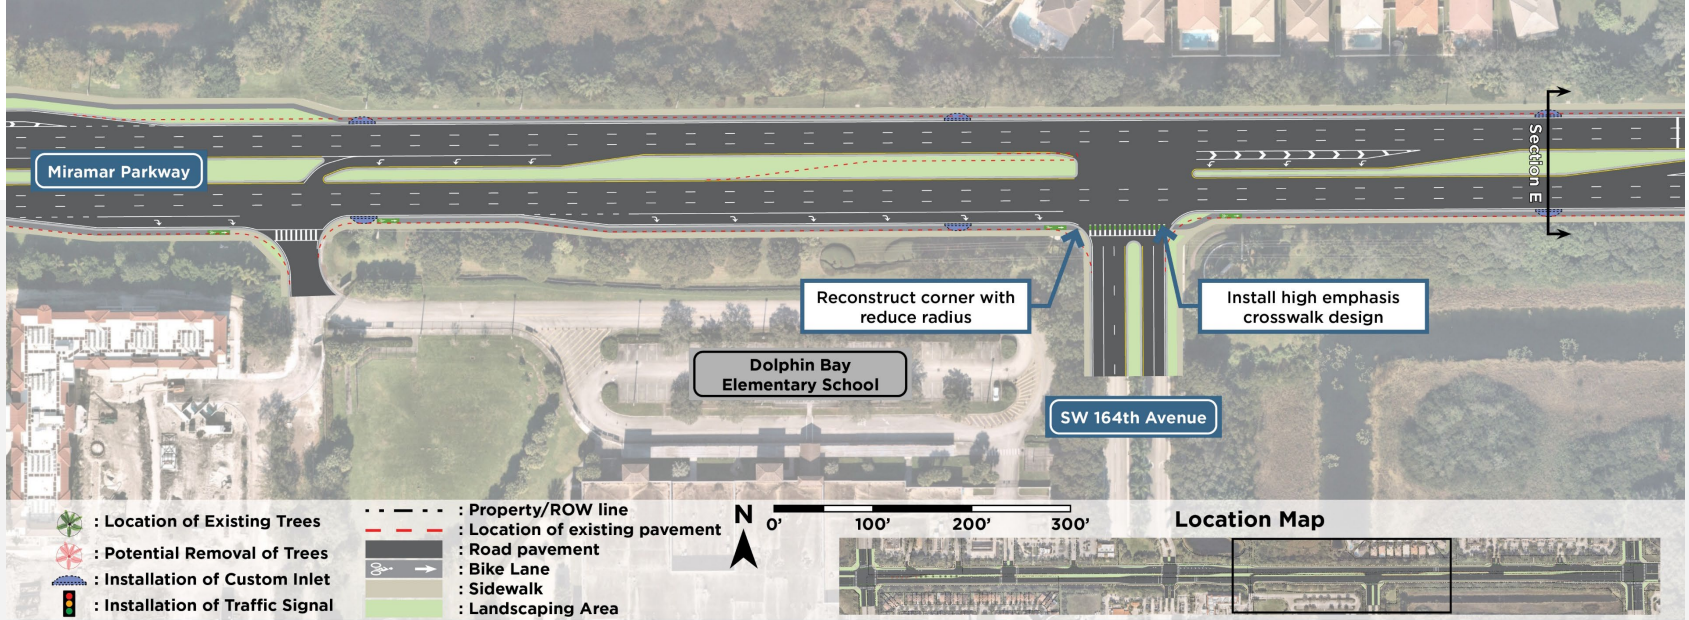 Miramar Parkway
Section E
Reconstruct corner with
reduce radius
Install high emphasis
crosswalk design
Dolphin Bay
Elementary School
SW 164th Avenue
: Location of Existing Trees
: Potential Removal of Trees
: Installation of Custom Inlet
: Installation of Traffic Signal
: Property/ROW line
: Location of existing pavement
: Road pavement
: Bike Lane
: Sidewalk
: Landscaping Area
N
0' 100' 200' 300'
Location Map